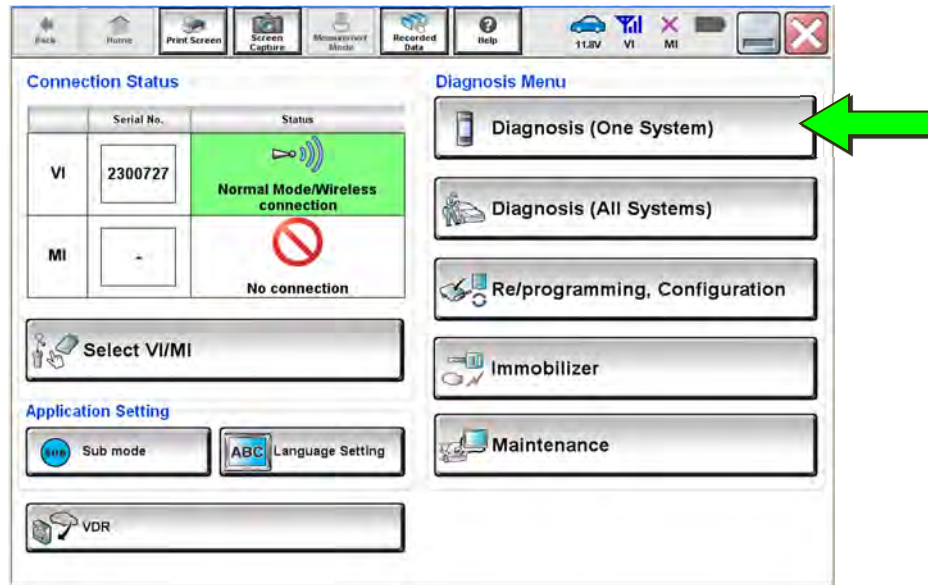 Back
Home
Print Screen
Screen Capture
Measurement Mode
Recorded Data
Help
11.8V
VI
MI
Connection Status
Serial No.
Status
VI
2300727
Normal Mode/Wireless
connection
MI
-
No connection
Select VI/MI
Application Setting
SUB
Sub mode
ABC
Language Setting
VDR
Diagnosis Menu
Diagnosis (One System)
Diagnosis (All Systems)
Re/programming, Configuration
Immobilizer
Maintenance